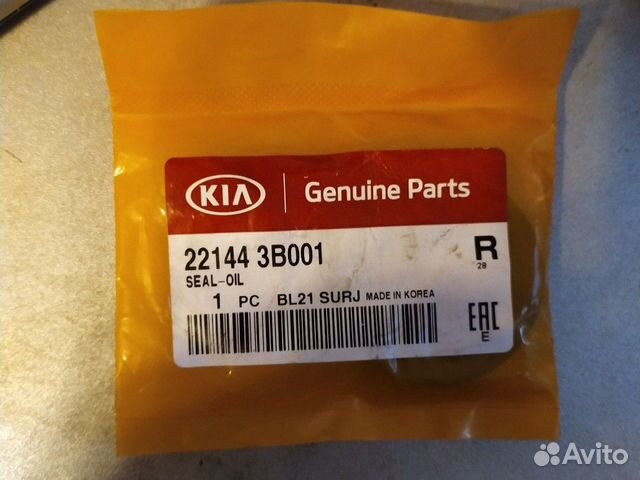 KIA Genuine Parts
22144 3B001
R
28
SEAL-OIL
1 PC BL21 SURJ MADE IN KOREA
EAC
E
Avito